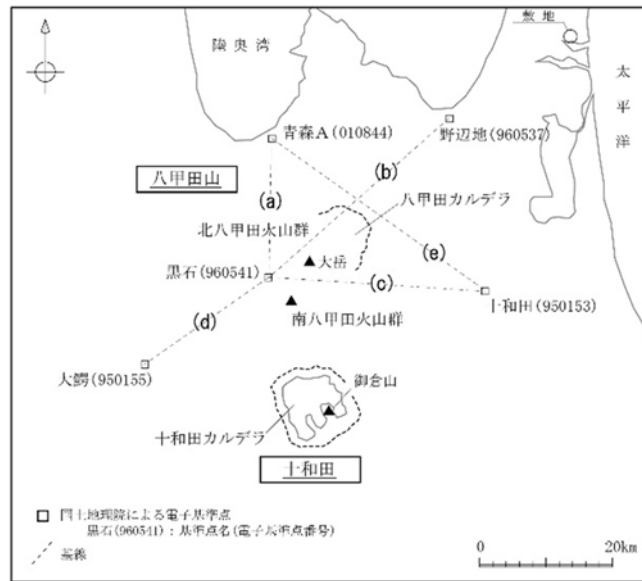 敷地
陸奥湾
太平洋
青森A(010844)
野辺地(960537)
八甲田山
(b)
(a)
八甲田カルデラ
北八甲田火山群
大岳
(e)
黒石(960541)
(c)
十和田(950153)
(d)
南八甲田火山群
大鰐(950155)
御倉山
十和田カルデラ
十和田
国土地理院による電子基準点
黒石(960541)：基準点名(電子基準点番号)
基線
0 20km